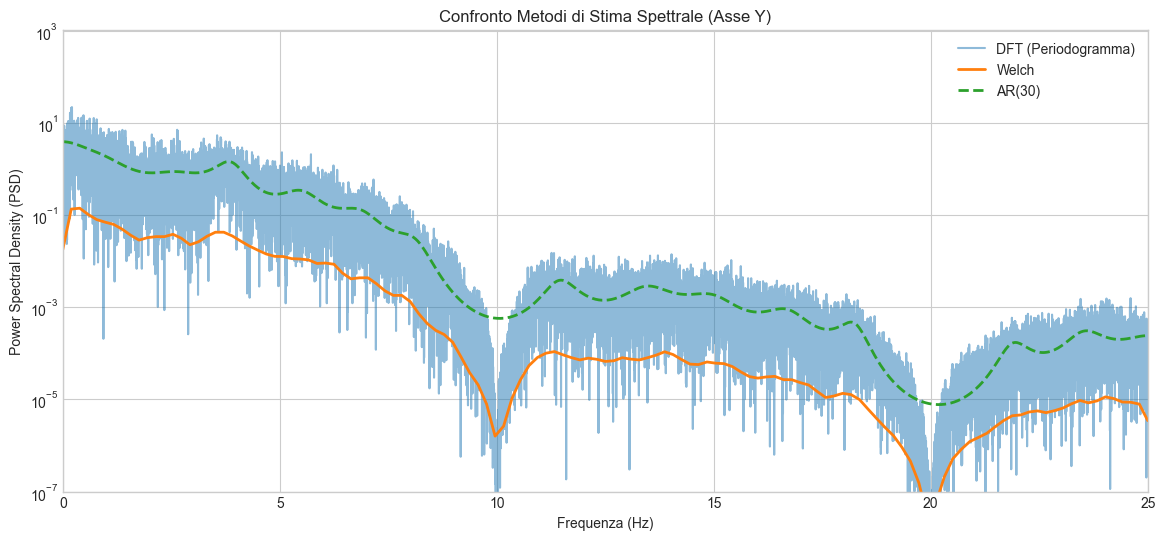 Confronto Metodi di Stima Spettrale (Asse Y)
DFT (Periodogramma)
Welch
AR(30)
Power Spectral Density (PSD)
10^3
10^1
10^−1
10^−3
10^−5
10^−7
0 5 10 15 20 25
Frequenza (Hz)